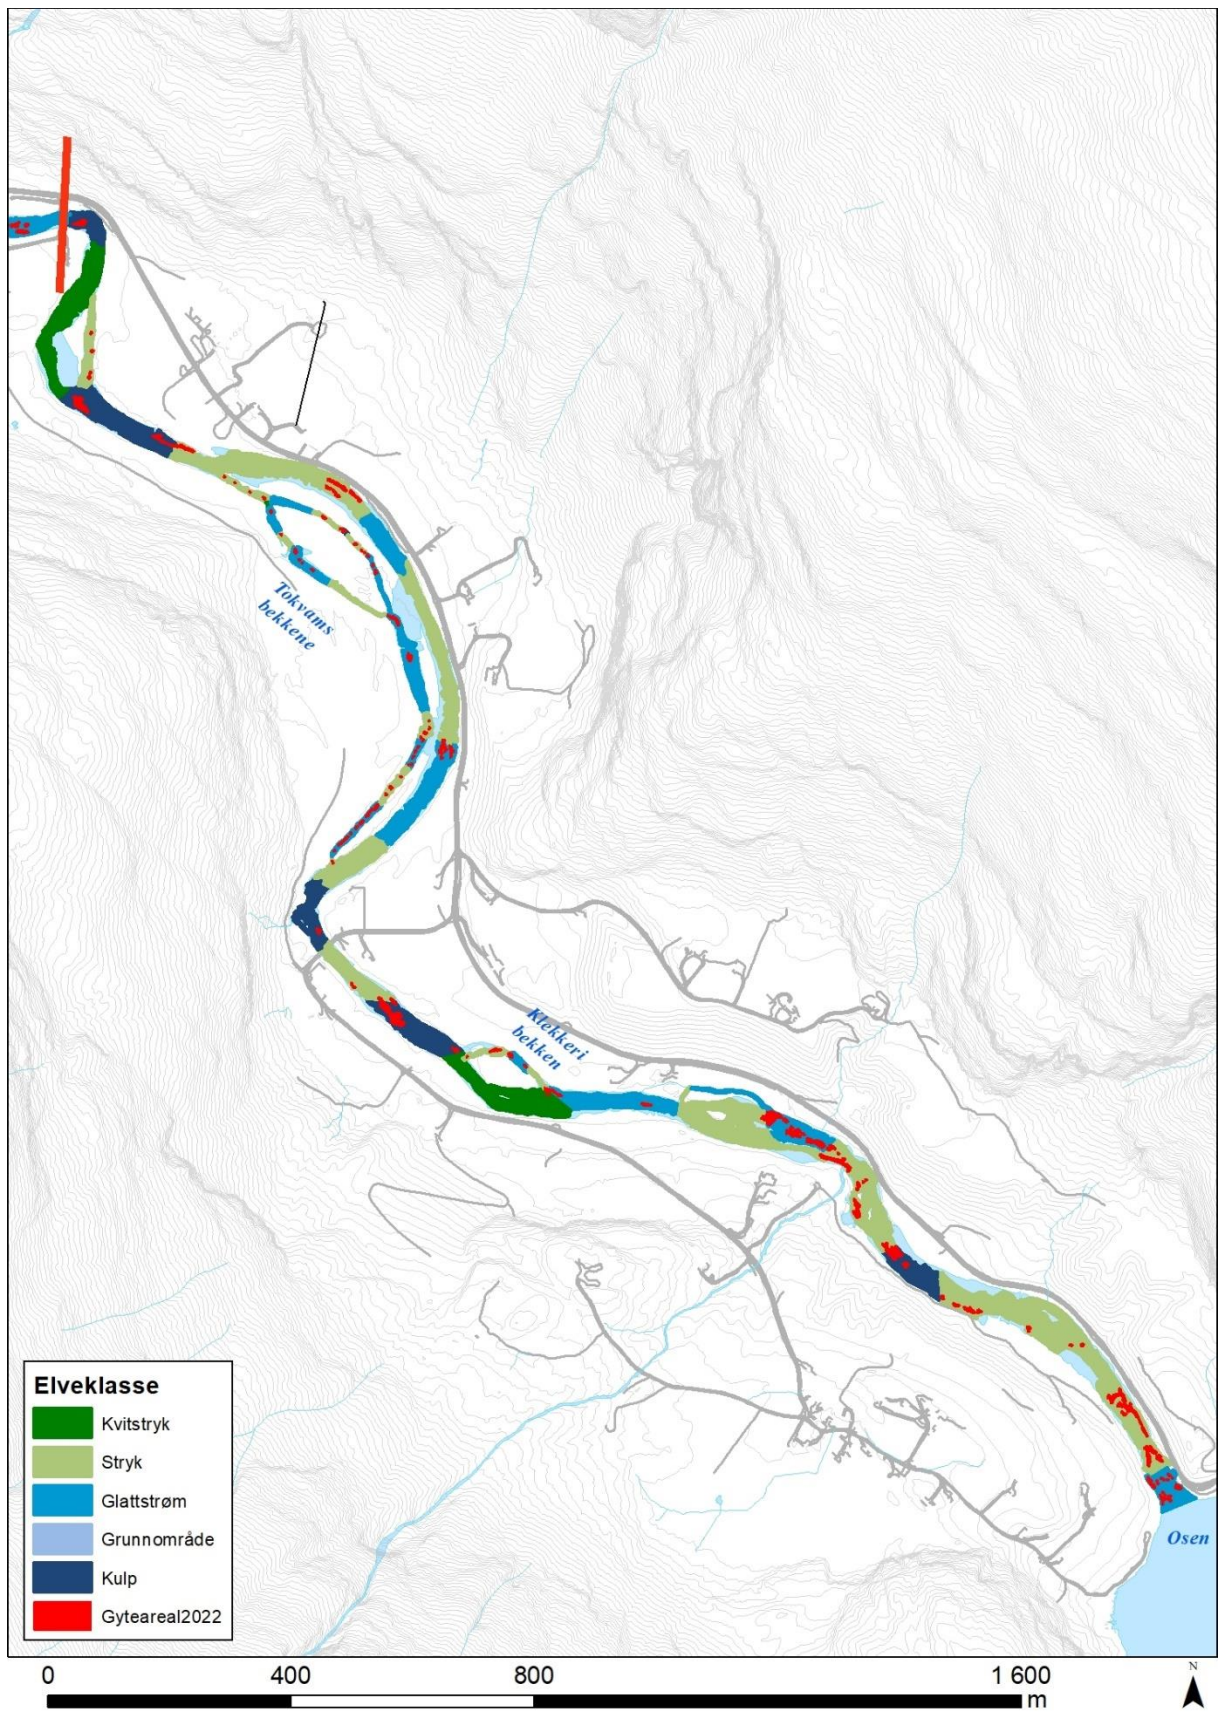 Tokvams
bekkene
Klekkeri
bekken
Osen
Elveklasse
Kvitstryk
Stryk
Glattstrøm
Grunnområde
Kulp
Gyteareal2022
0 400 800 1 600
m
N